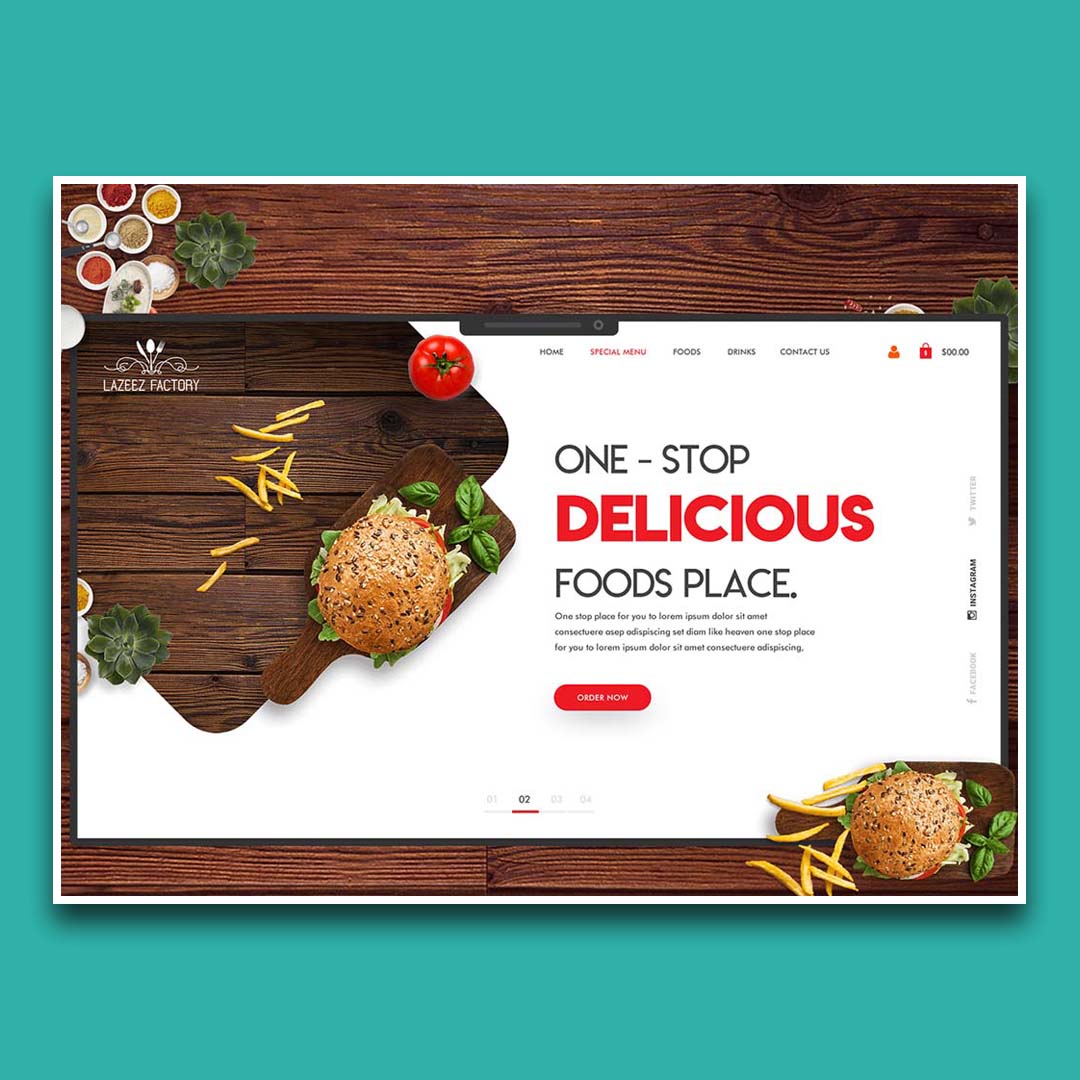 LAZEEZ FACTORY
HOME SPECIAL MENU FOODS DRINKS CONTACT US $00.00
ONE - STOP
DELICIOUS
FOODS PLACE.
One stop place for you to lorem ipsum dolor sit amet
consectuere asep adipiscing set diam like heaven one stop place
for you to lorem ipsum dolor sit amet consectuere adipiscing,
ORDER NOW
TWITTER
INSTAGRAM
FACEBOOK
01 02 03 04